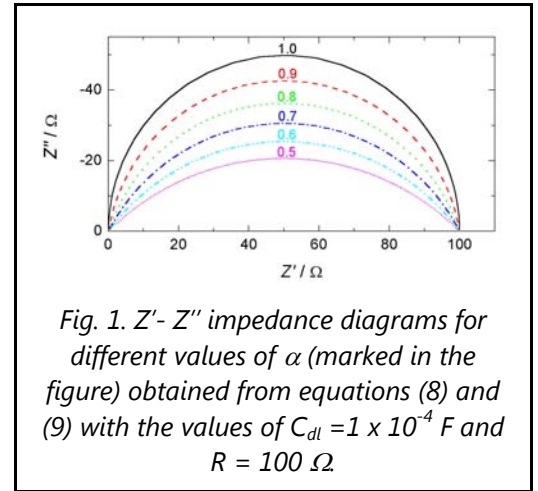 1.0
0.9
0.8
0.7
0.6
0.5
-40
-20
0
Z''/ Ω
0 20 40 60 80 100
Z'/ Ω
Fig. 1. Z'- Z'' impedance diagrams for
different values of α (marked in the
figure) obtained from equations (8) and
(9) with the values of C_dl =1 x 10^-4 F and
R = 100 Ω.